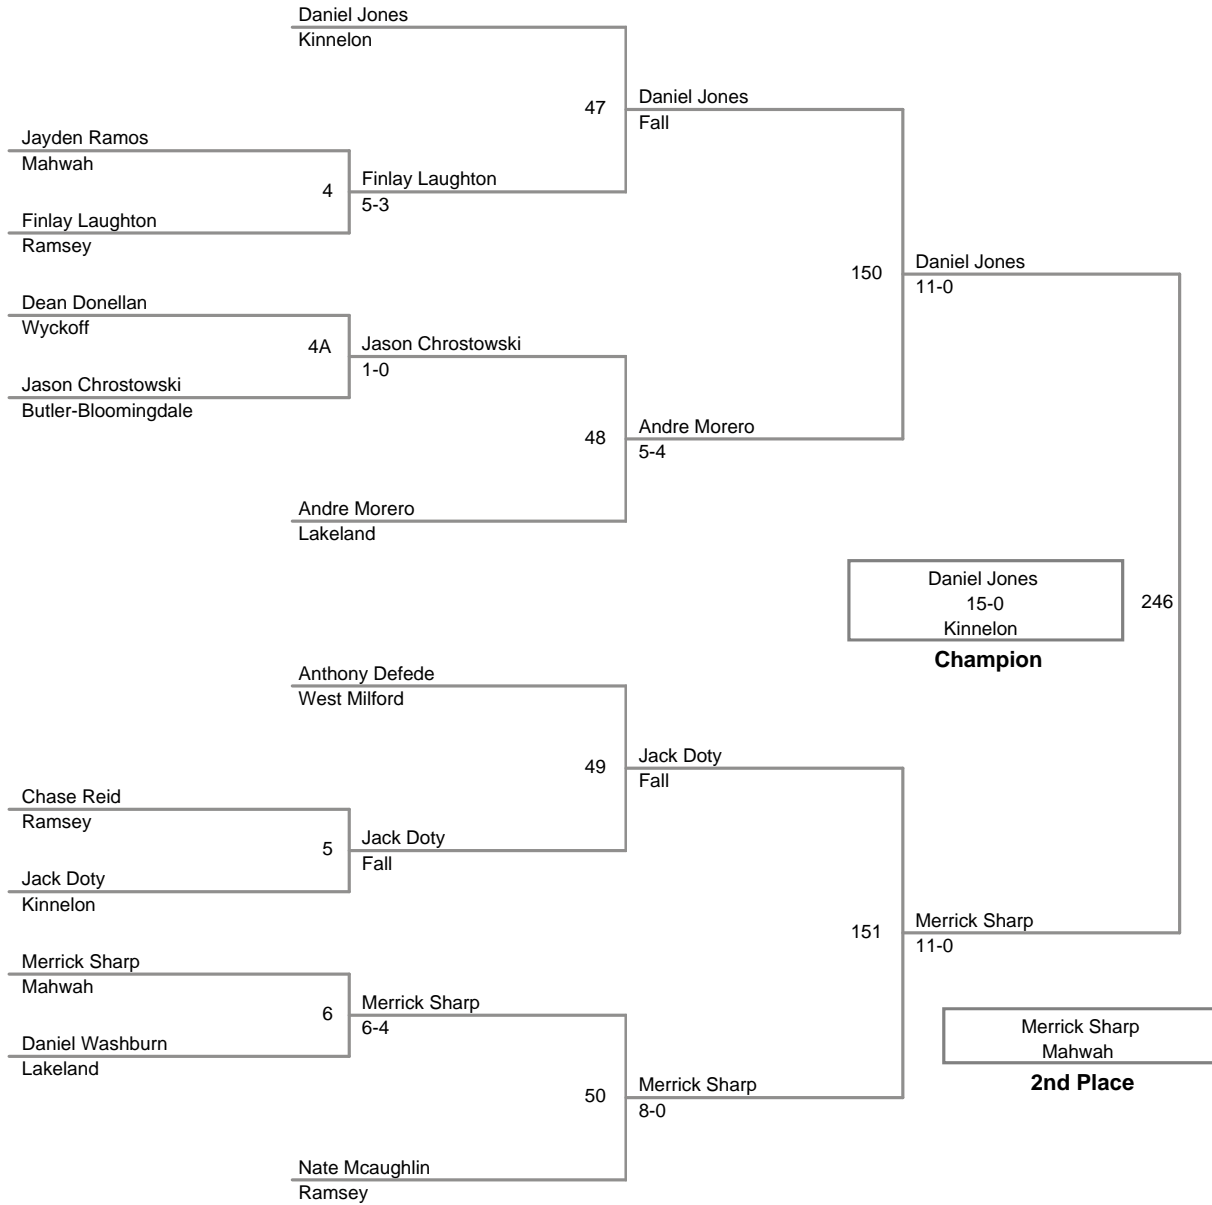 Daniel Jones
Kinnelon
47
Daniel Jones
Fall
Jayden Ramos
Mahwah
4
Finlay Laughton
5-3
Finlay Laughton
Ramsey
150
Daniel Jones
11-0
Dean Donellan
Wyckoff
4A
Jason Chrostowski
1-0
Jason Chrostowski
Butler-Bloomingdale
48
Andre Morero
5-4
Andre Morero
Lakeland
Daniel Jones
15-0
Kinnelon
Champion
246
Anthony Defede
West Milford
49
Jack Doty
Fall
Chase Reid
Ramsey
5
Jack Doty
Fall
Jack Doty
Kinnelon
151
Merrick Sharp
11-0
Merrick Sharp
Mahwah
6
Merrick Sharp
6-4
Daniel Washburn
Lakeland
Merrick Sharp
Mahwah
2nd Place
50
Merrick Sharp
8-0
Nate Mcaughlin
Ramsey